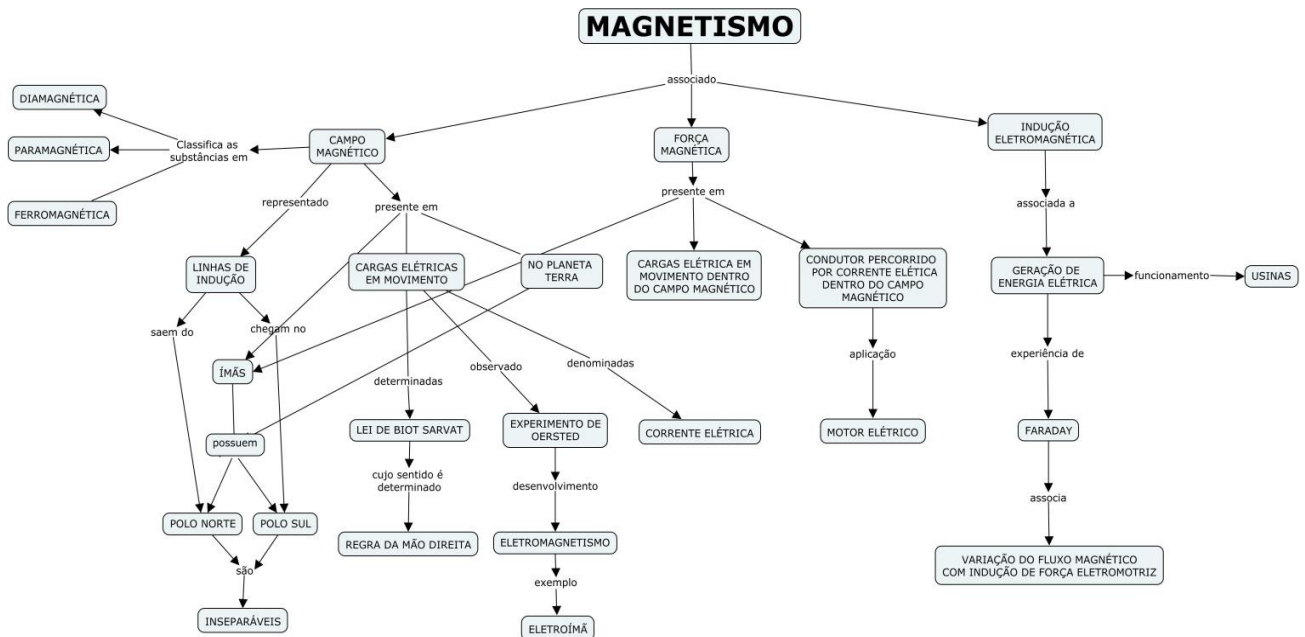 MAGNETISMO
associado
DIAMAGNÉTICA
PARAMAGNÉTICA
FERROMAGNÉTICA
Classifica as
substâncias em
CAMPO
MAGNÉTICO
FORÇA
MAGNÉTICA
INDUÇÃO
ELETROMAGNÉTICA
representado
presente em
presente em
associada a
LINHAS DE
INDUÇÃO
CARGAS ELÉTRICAS
EM MOVIMENTO
NO PLANETA
TERRA
CARGAS ELÉTRICA EM
MOVIMENTO DENTRO
DO CAMPO MAGNÉTICO
CONDUTOR PERCORRIDO
POR CORRENTE ELÉTICA
DENTRO DO CAMPO
MAGNÉTICO
GERAÇÃO DE
ENERGIA ELÉTRICA
funcionamento
USINAS
saem do
chegam no
ÍMÃS
determinadas
observado
denominadas
aplicação
experiência de
possuem
LEI DE BIOT SARVAT
EXPERIMENTO DE
OERSTED
CORRENTE ELÉTRICA
MOTOR ELÉTRICO
FARADAY
cujo sentido é
determinado
desenvolvimento
associa
POLO NORTE
POLO SUL
REGRA DA MÃO DIREITA
ELETROMAGNETISMO
VARIAÇÃO DO FLUXO MAGNÉTICO
COM INDUÇÃO DE FORÇA ELETROMOTRIZ
são
exemplo
INSEPARÁVEIS
ELETROÍMÃ